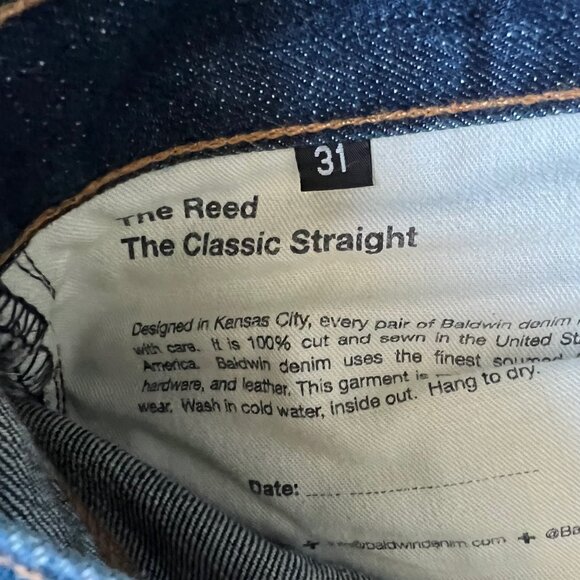 31
The Reed
The Classic Straight
Designed in Kansas City, every pair of Baldwin denim
with care. It is 100% cut and sewn in the United
America. Baldwin denim uses the finest
hardware, and leather. This garment is
wear. Wash in cold water, inside out. Hang to dry.
Date:
@baldwindenim.com + @Ba